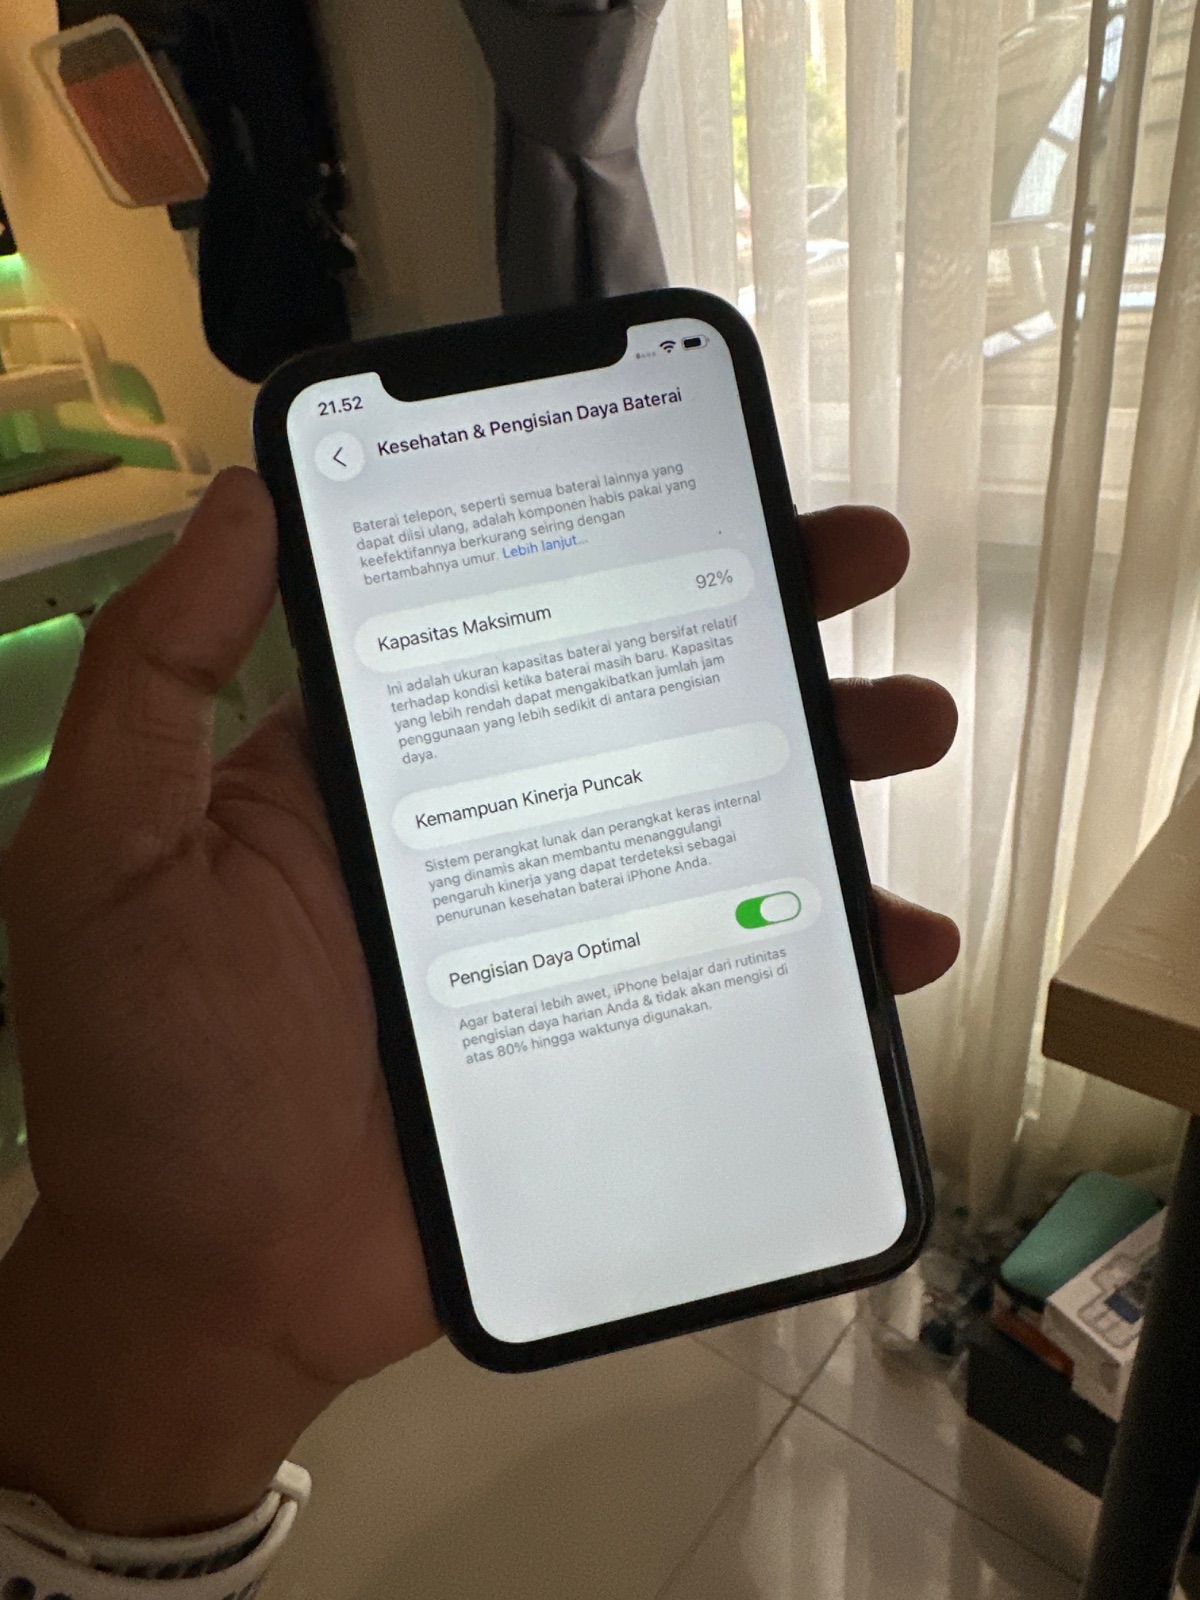 21.52
Kesehatan & Pengisian Daya Baterai
Baterai telepon, seperti semua baterai lainnya yang
dapat diisi ulang, adalah komponen habis pakai yang
keefektifannya berkurang seiring dengan
bertambahnya umur. Lebih lanjut...
Kapasitas Maksimum 92%
Ini adalah ukuran kapasitas baterai yang bersifat relatif
terhadap kondisi ketika baterai masih baru. Kapasitas
yang lebih rendah dapat mengakibatkan jumlah jam
penggunaan yang lebih sedikit di antara pengisian
daya.
Kemampuan Kinerja Puncak
Sistem perangkat lunak dan perangkat keras internal
yang dinamis akan membantu menanggulangi
pengaruh kinerja yang dapat terdeteksi sebagai
penurunan kesehatan baterai iPhone Anda.
Pengisian Daya Optimal
Agar baterai lebih awet, iPhone belajar dari rutinitas
pengisian daya harian Anda & tidak akan mengisi di
atas 80% hingga waktunya digunakan.